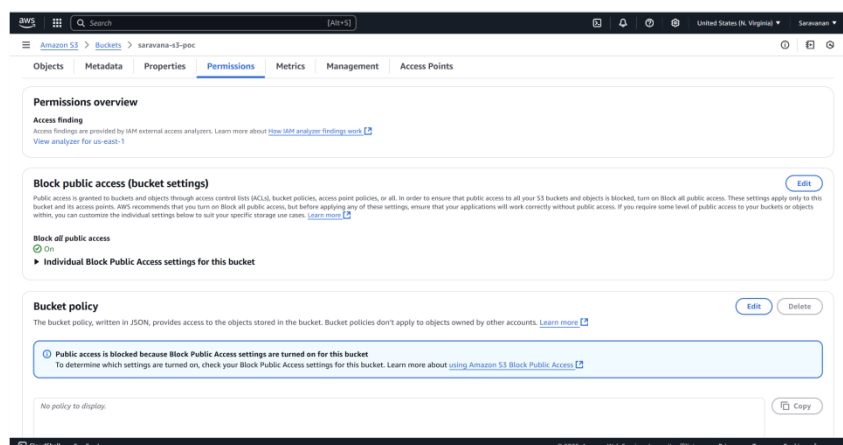 aws Search [Alt+S] United States (N. Virginia) Saravanan
Amazon S3 > Buckets > saravana-s3-poc
Objects Metadata Properties Permissions Metrics Management Access Points
Permissions overview
Access finding
Access findings are provided by IAM external access analyzers. Learn more about How IAM analyzer findings work
View analyzer for us-east-1
Block public access (bucket settings) Edit
Public access is granted to buckets and objects through access control lists (ACLs), bucket policies, access point policies, or all. In order to ensure that public access to all your S3 buckets and objects is blocked, turn on Block all public access. These settings apply only to this
bucket and its access points. AWS recommends that you turn on Block all public access, but before applying any of these settings, ensure that your applications will work correctly without public access. If you require some level of public access to your buckets or objects
within, you can customize the individual settings below to suit your specific storage use cases. Learn more
Block all public access
On
Individual Block Public Access settings for this bucket
Bucket policy Edit Delete
The bucket policy, written in JSON, provides access to the objects stored in the bucket. Bucket policies don't apply to objects owned by other accounts. Learn more
Public access is blocked because Block Public Access settings are turned on for this bucket
To determine which settings are turned on, check your Block Public Access settings for this bucket. Learn more about using Amazon S3 Block Public Access
No policy to display. Copy